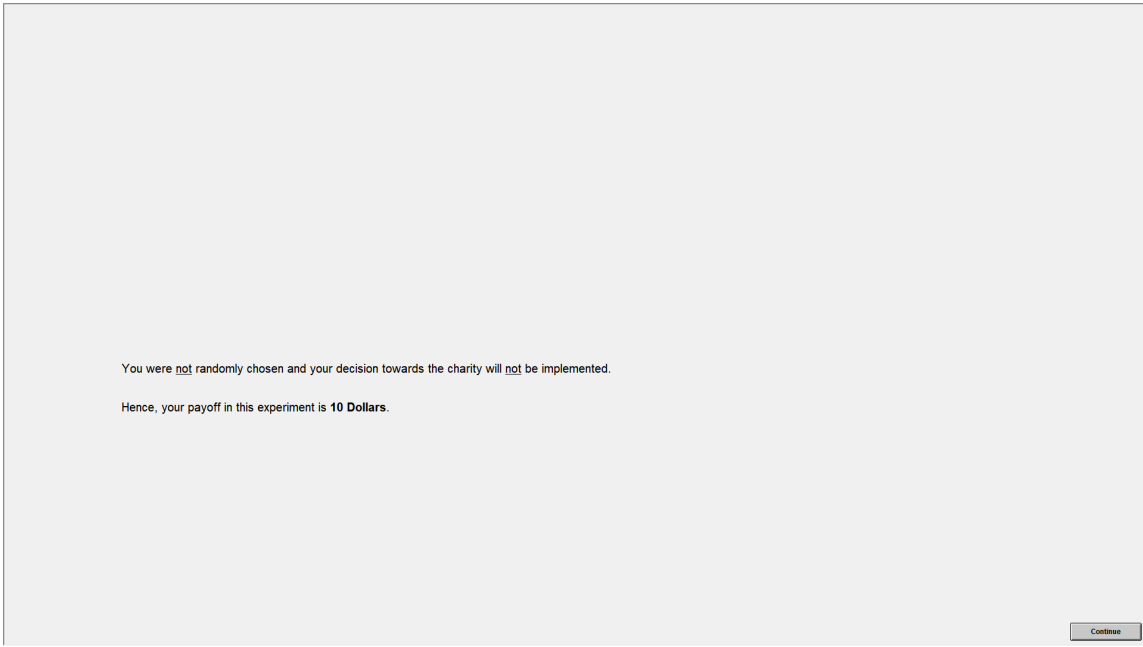 You were not randomly chosen and your decision towards the charity will not be implemented.
Hence, your payoff in this experiment is 10 Dollars.
Continue